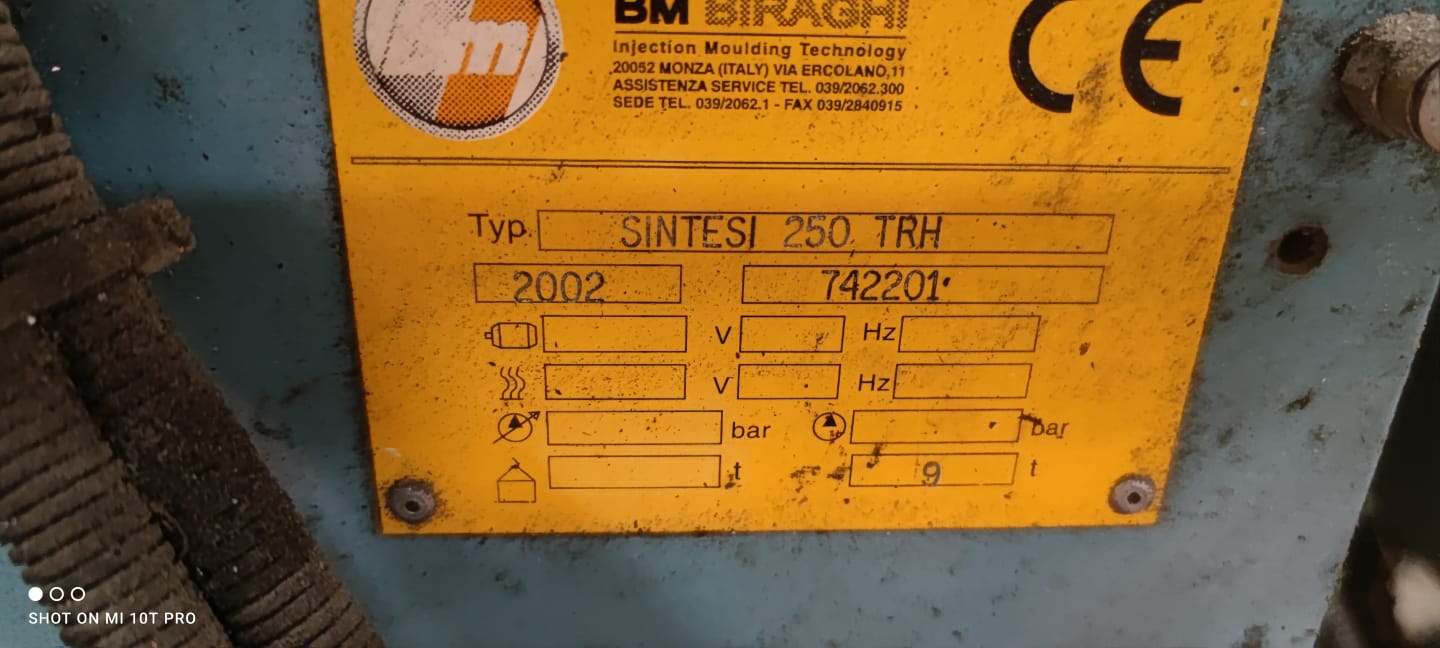 m
BM BIRAGHI
Injection Moulding Technology
20052 MONZA (ITALY) VIA ERCOLANO,11
ASSISTENZA SERVICE TEL. 039/2062.300
SEDE TEL. 039/2062.1 - FAX 039/2840915
CE
Typ. SINTESI 250 TRH
2002 742201
V Hz
V Hz
bar bar
t 9 t
SHOT ON MI 10T PRO